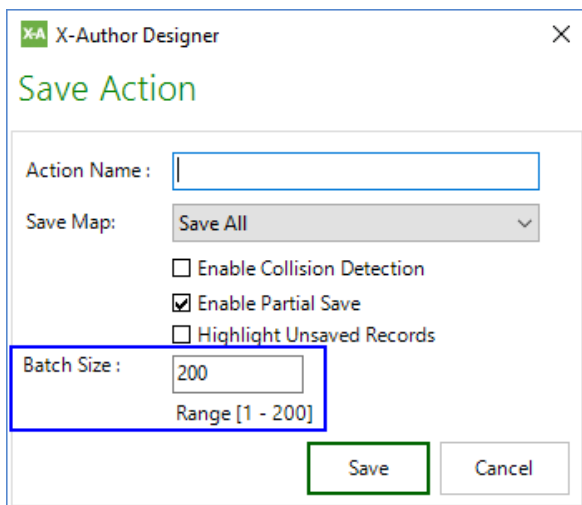 X-A X-Author Designer
Save Action
Action Name :
Save Map: Save All
Enable Collision Detection
Enable Partial Save
Highlight Unsaved Records
Batch Size : 200
Range [1 - 200]
Save Cancel